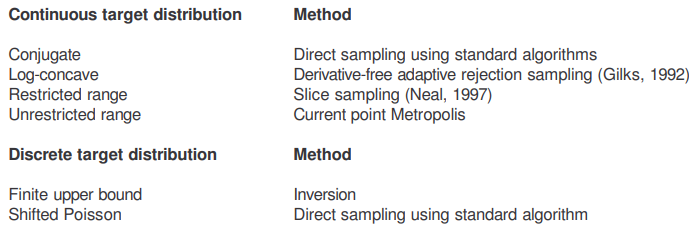 Continuous target distribution Method
Conjugate Direct sampling using standard algorithms
Log-concave Derivative-free adaptive rejection sampling (Gilks, 1992)
Restricted range Slice sampling (Neal, 1997)
Unrestricted range Current point Metropolis
Discrete target distribution Method
Finite upper bound Inversion
Shifted Poisson Direct sampling using standard algorithm